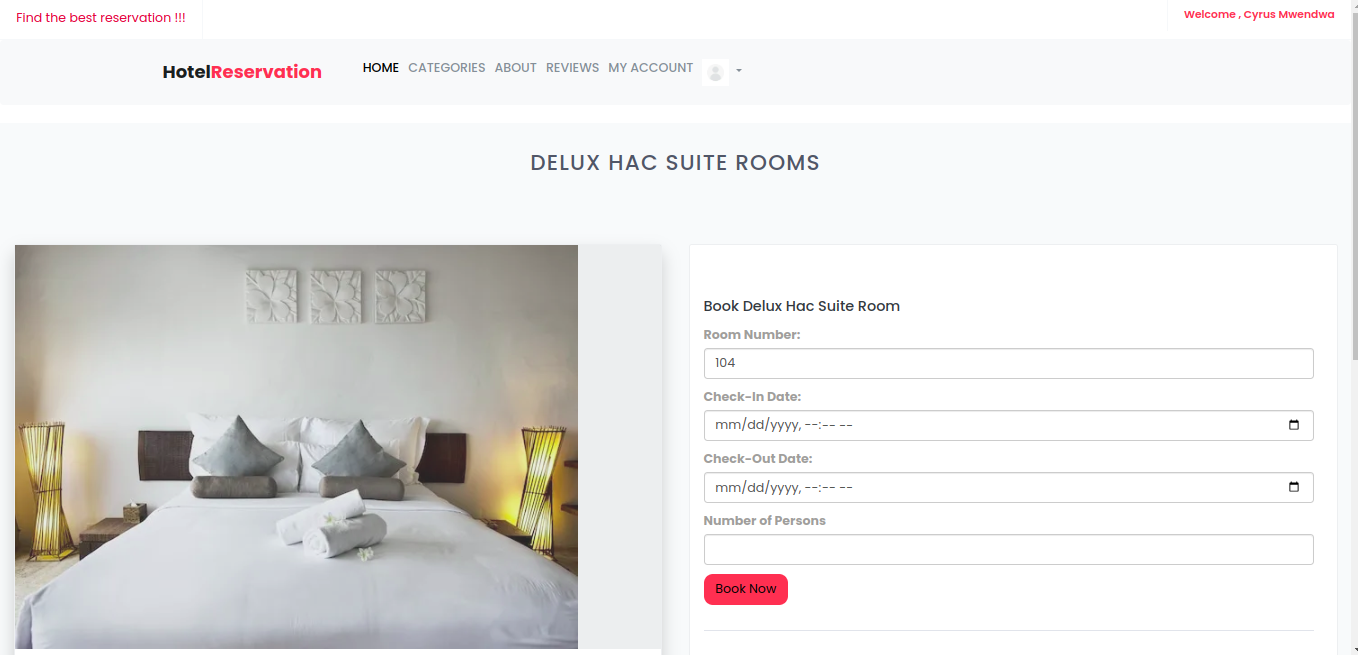 Find the best reservation !!!
Welcome , Cyrus Mwendwa
HotelReservation
HOME CATEGORIES ABOUT REVIEWS MY ACCOUNT
DELUX HAC SUITE ROOMS
Book Delux Hac Suite Room
Room Number:
104
Check-In Date:
mm/dd/yyyy, --:-- --
Check-Out Date:
mm/dd/yyyy, --:-- --
Number of Persons
Book Now